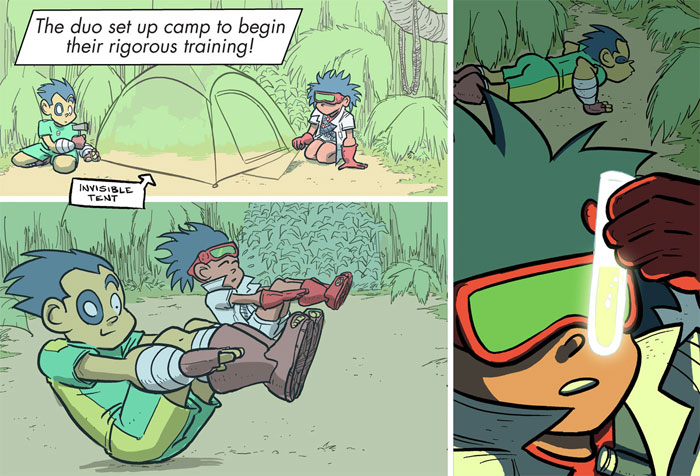 The duo set up camp to begin
their rigorous training!
INVISIBLE
TENT